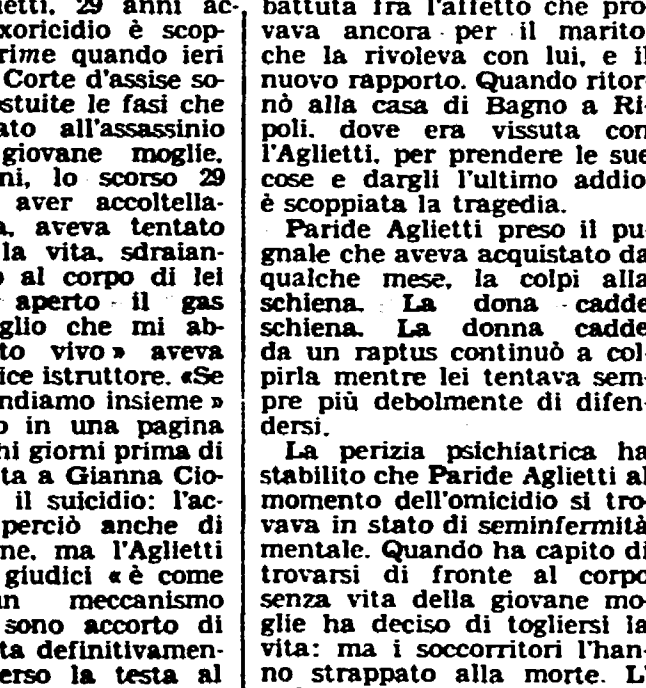 ietti, 29 anni ac-
xoricidio è scop-
rime quando ieri
Corte d'assise so-
stuite le fasi che
ato all'assassinio
giovane moglie,
ni, lo scorso 29
aver accoltella-
a, aveva tentato
la vita, sdraian-
o al corpo di lei
aperto il gas
glio che mi ab-
to vivo» aveva
ice istruttore. «Se
ndiamo insieme»
o in una pagina
hi giorni prima di
ta a Gianna Cio-
il suicidio: l'ac-
perciò anche di
ne, ma l'Aglietti
giudici «è come
un meccanismo
sono accorto di
ta definitivamen-
erso la testa al
battuta fra l'affetto che pro
vava ancora per il marito
che la rivoleva con lui, e il
nuovo rapporto. Quando ritor-
nò alla casa di Bagno a Ri-
poli, dove era vissuta con
l'Aglietti, per prendere le sue
cose e dargli l'ultimo addio
è scoppiata la tragedia.
Paride Aglietti preso il pu-
gnale che aveva acquistato da
qualche mese, la colpì alla
schiena. La dona cadde
schiena. La donna cadde
da un raptus continuò a col-
pirla mentre lei tentava sem-
pre più debolmente di difen-
dersi.
La perizia psichiatrica ha
stabilito che Paride Aglietti al
momento dell'omicidio si tro-
vava in stato di seminfermità
mentale. Quando ha capito di
trovarsi di fronte al corpo
senza vita della giovane mo-
glie ha deciso di togliersi la
vita: ma i soccorritori l'han-
no strappato alla morte. L'